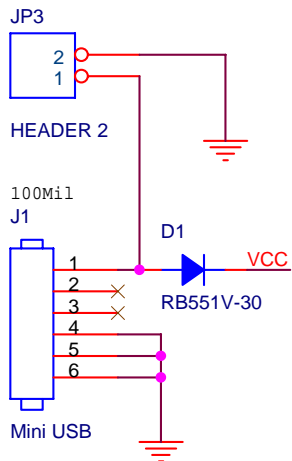 JP3
2
1
HEADER 2
100Mil
J1
D1
VCC
1
2
3
4
5
6
RB551V-30
Mini USB